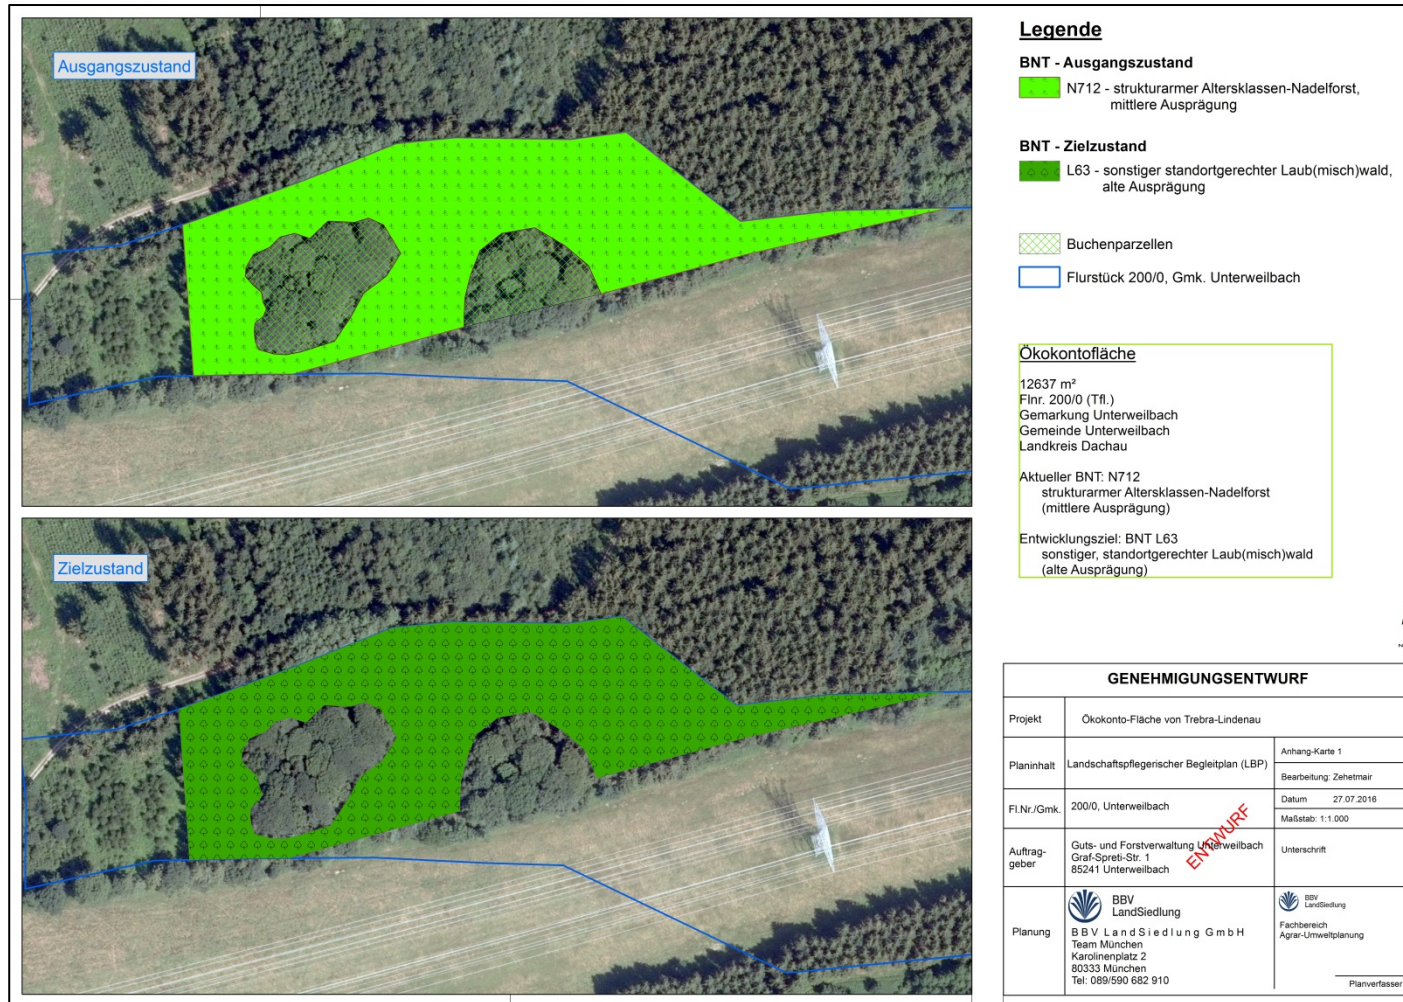 Ausgangszustand
Zielzustand
Legende
BNT - Ausgangszustand
N712 - strukturarmer Altersklassen-Nadelforst,
mittlere Ausprägung
BNT - Zielzustand
L63 - sonstiger standortgerechter Laub(misch)wald,
alte Ausprägung
Buchenparzellen
Flurstück 200/0, Gmk. Unterweilbach
Ökokontofläche
12637 m²
Flnr. 200/0 (Tfl.)
Gemarkung Unterweilbach
Gemeinde Unterweilbach
Landkreis Dachau
Aktueller BNT: N712
strukturarmer Altersklassen-Nadelforst
(mittlere Ausprägung)
Entwicklungsziel: BNT L63
sonstiger, standortgerechter Laub(misch)wald
(alte Ausprägung)
GENEHMIGUNGSENTWURF
Projekt
Ökokonto-Fläche von Trebra-Lindenau
Planinhalt
Landschaftspflegerischer Begleitplan (LBP)
Anhang-Karte 1
Bearbeitung: Zehetmair
Fl.Nr./Gmk.
200/0, Unterweilbach
Datum 27.07.2016
Maßstab: 1:1.000
Auftrag-
geber
Guts- und Forstverwaltung Unterweilbach
Graf-Spreti-Str. 1
85241 Unterweilbach
ENTWURF
Unterschrift
Planung
BBV
LandSiedlung
BBV LandSiedlung GmbH
Team München
Karolinenplatz 2
80333 München
Tel: 089/590 682 910
BBV
LandSiedlung
Fachbereich
Agrar-Umweltplanung
Planverfasser